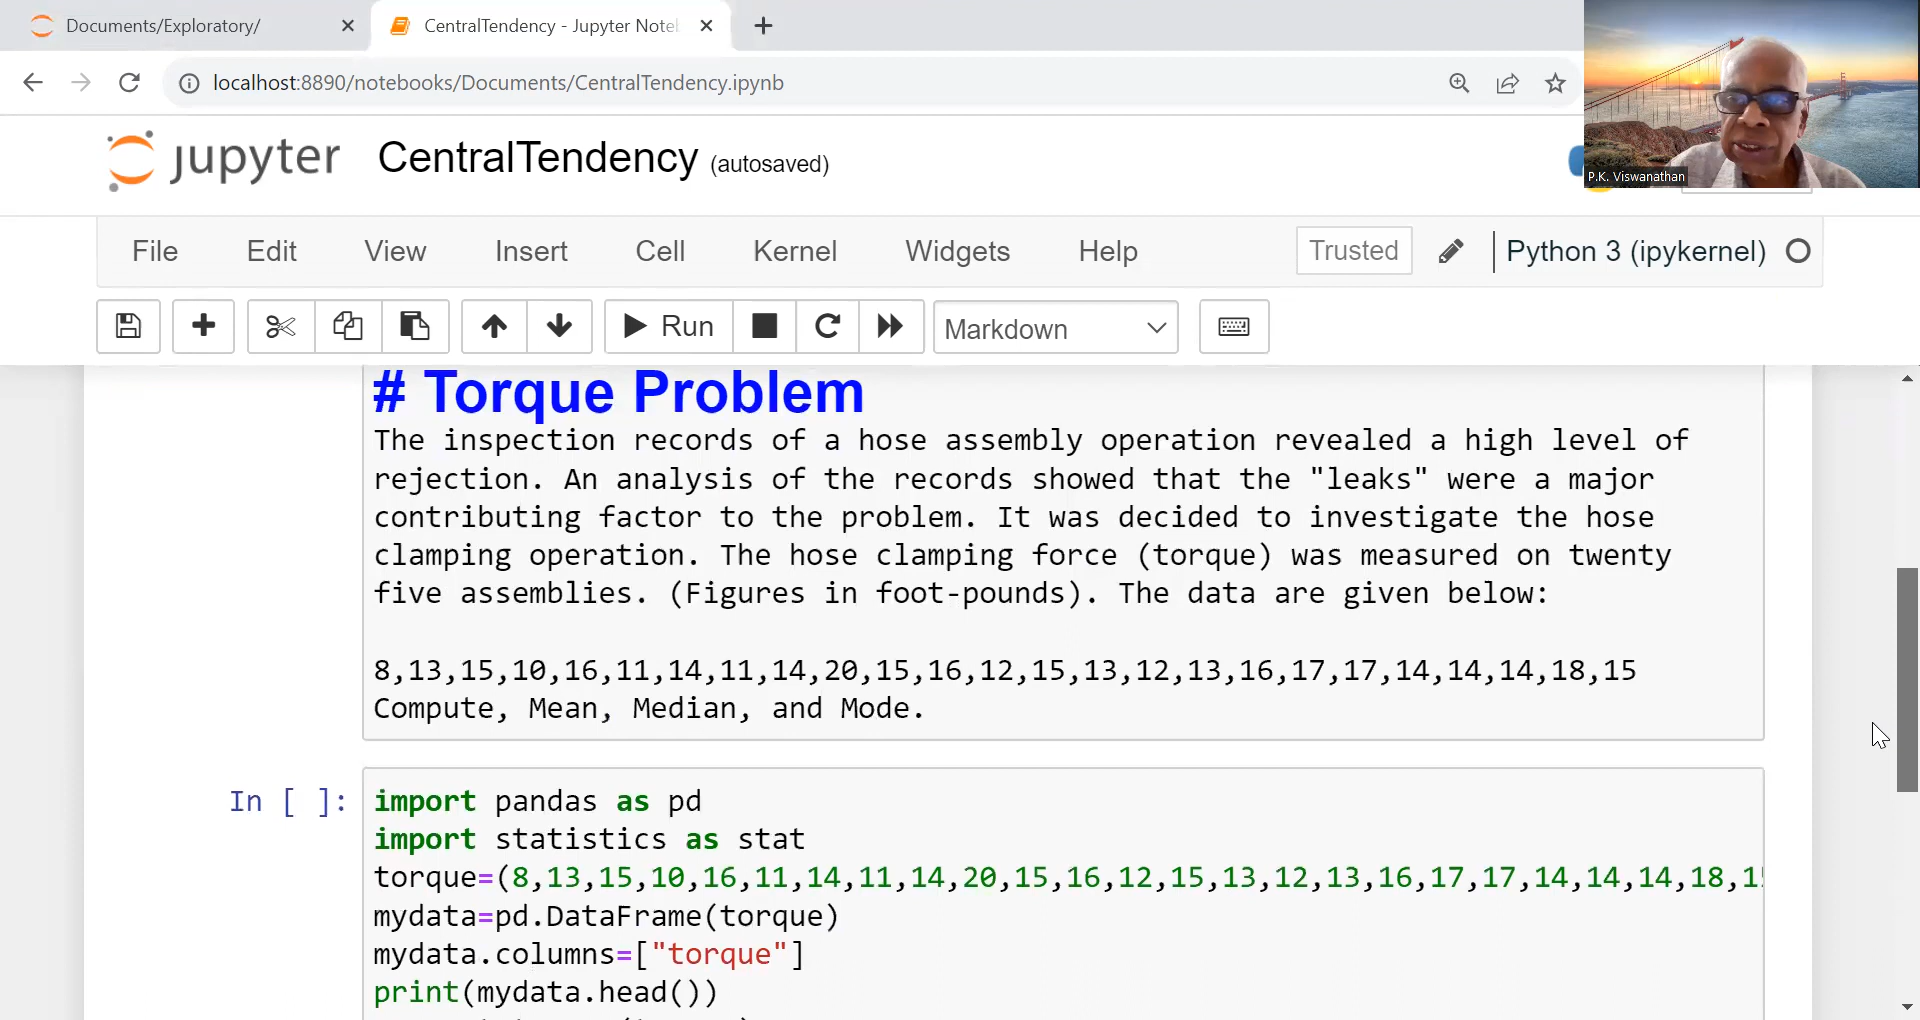 Documents/Exploratory/
CentralTendency - Jupyter Note
localhost:8890/notebooks/Documents/CentralTendency.ipynb
P.K. Viswanathan
jupyter CentralTendency (autosaved)
File Edit View Insert Cell Kernel Widgets Help Trusted Python 3 (ipykernel)
Run Markdown
# Torque Problem
The inspection records of a hose assembly operation revealed a high level of
rejection. An analysis of the records showed that the "leaks" were a major
contributing factor to the problem. It was decided to investigate the hose
clamping operation. The hose clamping force (torque) was measured on twenty
five assemblies. (Figures in foot-pounds). The data are given below:
8,13,15,10,16,11,14,11,14,20,15,16,12,15,13,12,13,16,17,17,14,14,14,18,15
Compute, Mean, Median, and Mode.
In [ ]: import pandas as pd
import statistics as stat
torque=(8,13,15,10,16,11,14,11,14,20,15,16,12,15,13,12,13,16,17,17,14,14,14,18,1
mydata=pd.DataFrame(torque)
mydata.columns=["torque"]
print(mydata.head())